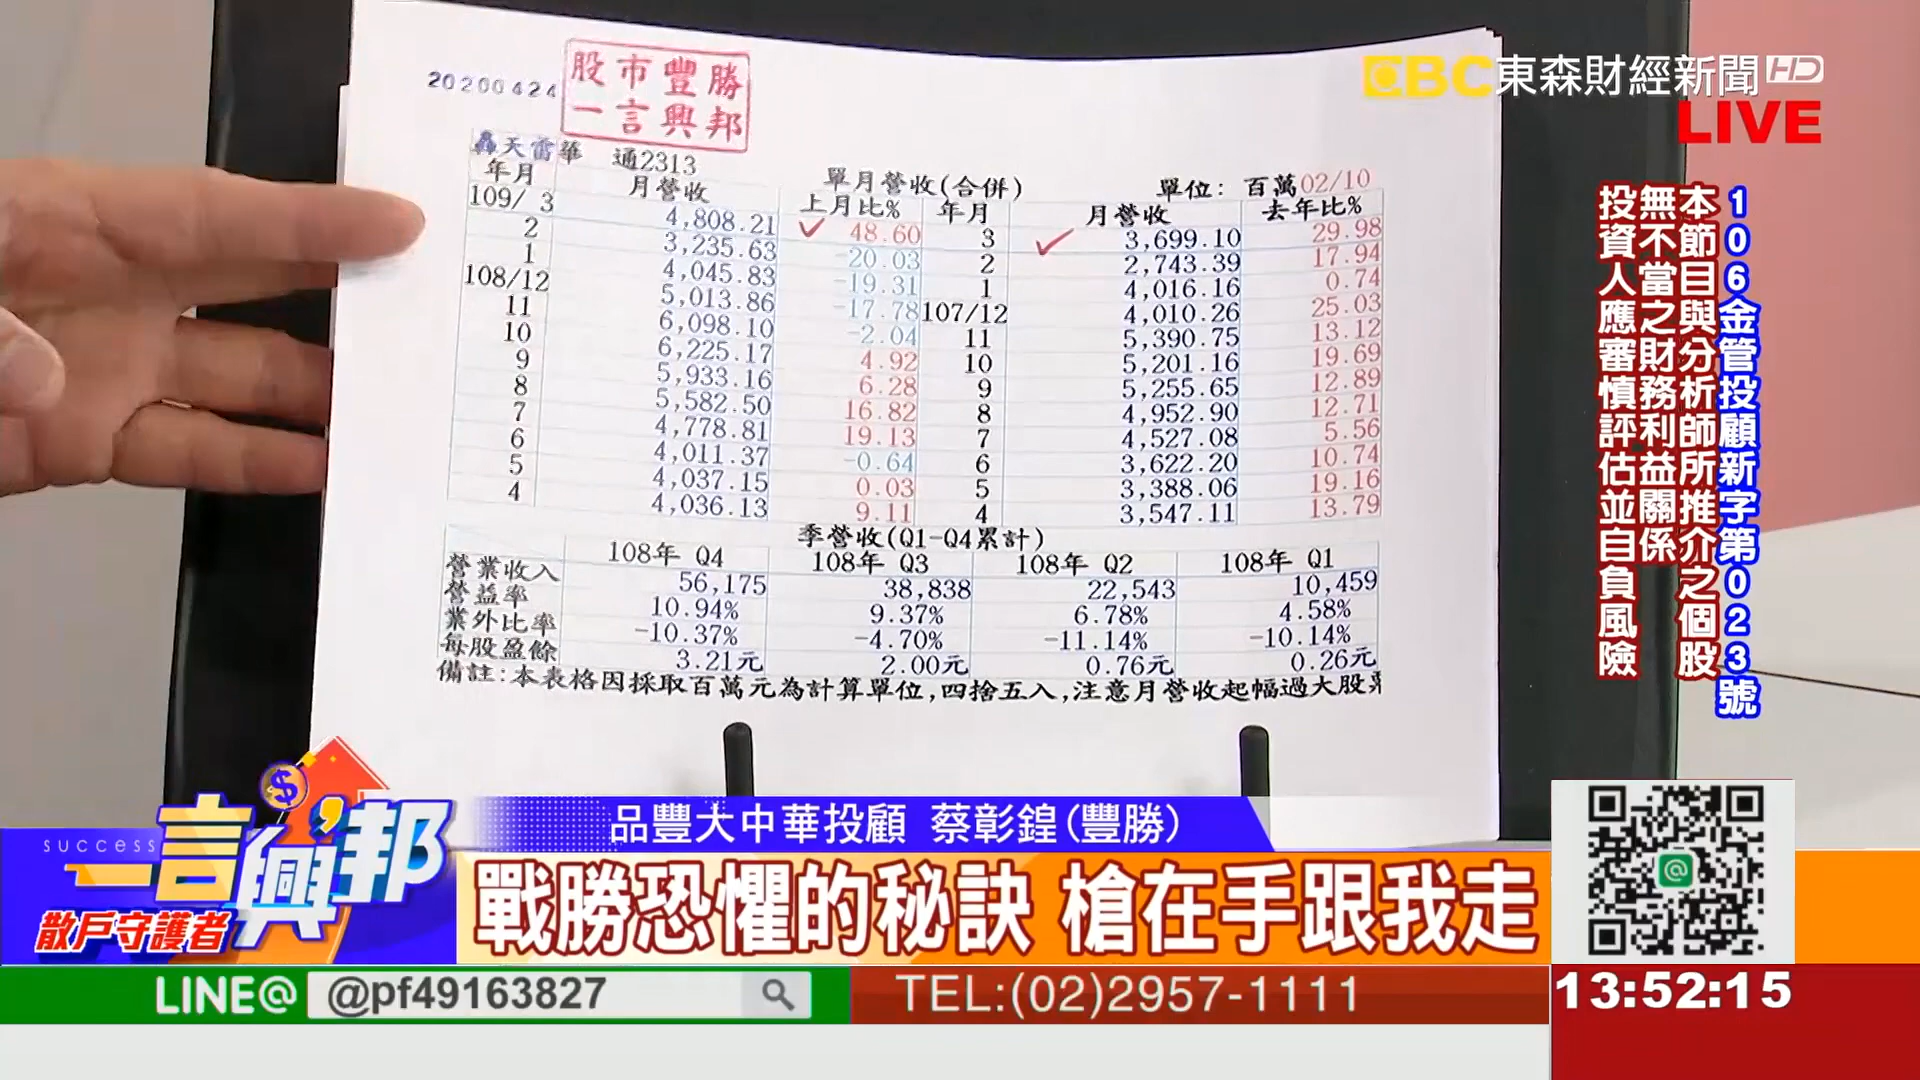 20200424
股市豐勝
一言興邦
EBC 東森財經新聞 HD
LIVE
轟天雷華 通2313
單月營收(合併) 單位: 百萬 02/10
年月 月營收 上月比% 年月 月營收 去年比%
109/ 3 4,808.21 48.60 3 3,699.10 29.98
2 3,235.63 -20.03 2 2,743.39 17.94
1 4,045.83 -19.31 1 4,016.16 0.74
108/12 5,013.86 -17.78 107/12 4,010.26 25.03
11 6,098.10 -2.04 11 5,390.75 13.12
10 6,225.17 4.92 10 5,201.16 19.69
9 5,933.16 6.28 9 5,255.65 12.89
8 5,582.50 16.82 8 4,952.90 12.71
7 4,778.81 19.13 7 4,527.08 5.56
6 4,011.37 -0.64 6 3,622.20 10.74
5 4,037.15 0.03 5 3,388.06 19.16
4 4,036.13 9.11 4 3,547.11 13.79
季營收(Q1-Q4累計)
108年 Q4 108年 Q3 108年 Q2 108年 Q1
營業收入 56,175 38,838 22,543 10,459
營益率 10.94% 9.37% 6.78% 4.58%
業外比率 -10.37% -4.70% -11.14% -10.14%
每股盈餘 3.21元 2.00元 0.76元 0.26元
備註:本表格因採取百萬元為計算單位,四捨五入,注意月營收起幅過大股
106金管投顧新字第023號
本節目與分析師所推介之個股
無不當之財務利益關係
投資人應審慎評估並自負風險
success
一言興邦
散戶守護者
品豐大中華投顧 蔡彰鍠(豐勝)
戰勝恐懼的秘訣 槍在手跟我走
LINE@ @pf49163827 TEL:(02)2957-1111
13:52:15